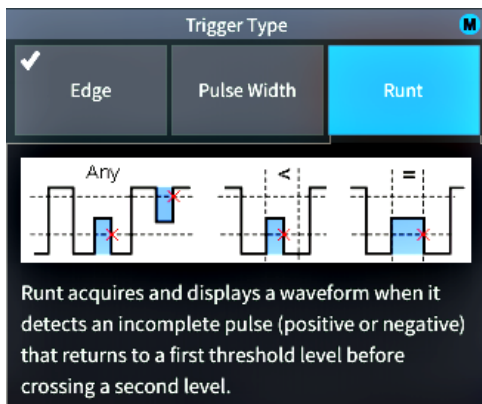 Trigger Type
M
Edge
Pulse Width
Runt
Any
<
=
Runt acquires and displays a waveform when it
detects an incomplete pulse (positive or negative)
that returns to a first threshold level before
crossing a second level.